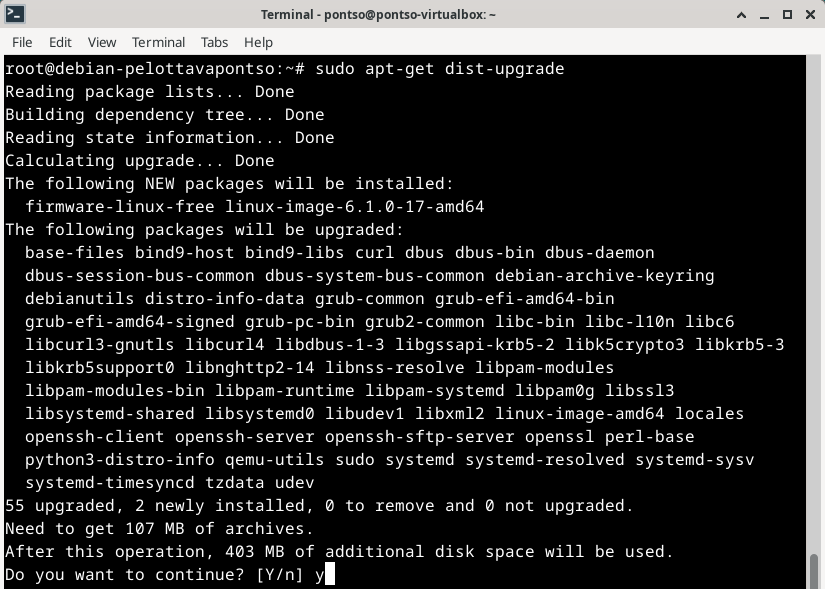 Terminal - pontso@pontso-virtualbox: ~
File Edit View Terminal Tabs Help
root@debian-pelottavapontso:~# sudo apt-get dist-upgrade
Reading package lists... Done
Building dependency tree... Done
Reading state information... Done
Calculating upgrade... Done
The following NEW packages will be installed:
  firmware-linux-free linux-image-6.1.0-17-amd64
The following packages will be upgraded:
  base-files bind9-host bind9-libs curl dbus dbus-bin dbus-daemon
  dbus-session-bus-common dbus-system-bus-common debian-archive-keyring
  debianutils distro-info-data grub-common grub-efi-amd64-bin
  grub-efi-amd64-signed grub-pc-bin grub2-common libc-bin libc-l10n libc6
  libcurl3-gnutls libcurl4 libdbus-1-3 libgssapi-krb5-2 libk5crypto3 libkrb5-3
  libkrb5support0 libnghttp2-14 libnss-resolve libpam-modules
  libpam-modules-bin libpam-runtime libpam-systemd libpam0g libssl3
  libsystemd-shared libsystemd0 libudev1 libxml2 linux-image-amd64 locales
  openssh-client openssh-server openssh-sftp-server openssl perl-base
  python3-distro-info qemu-utils sudo systemd systemd-resolved systemd-sysv
  systemd-timesyncd tzdata udev
55 upgraded, 2 newly installed, 0 to remove and 0 not upgraded.
Need to get 107 MB of archives.
After this operation, 403 MB of additional disk space will be used.
Do you want to continue? [Y/n] y